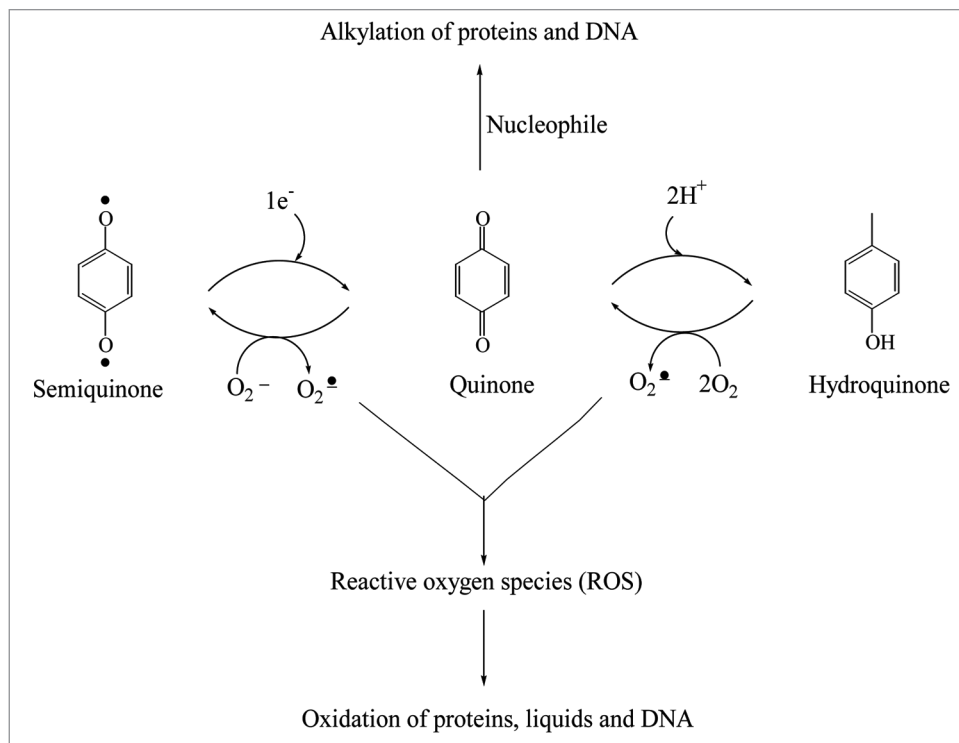 Alkylation of proteins and DNA
Nucleophile
1e⁻
2H⁺
O
O
OH
O
O
Semiquinone
O₂⁻
O₂•̲
Quinone
O₂•̲
2O₂
Hydroquinone
Reactive oxygen species (ROS)
Oxidation of proteins, liquids and DNA